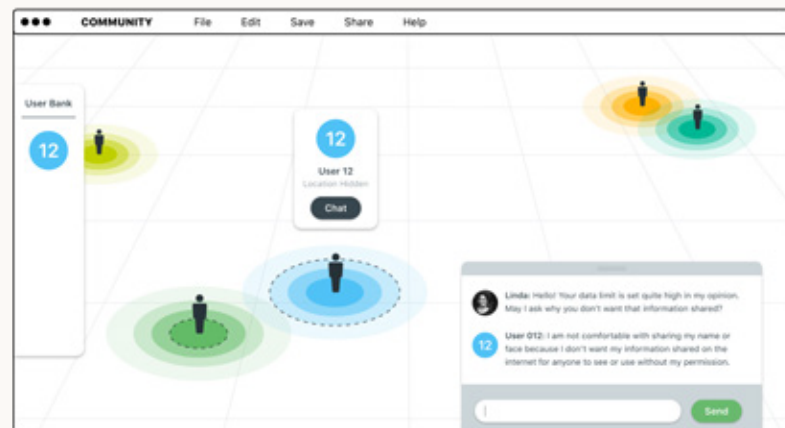 COMMUNITY File Edit Save Share Help
User Bank
12
12
User 12
Location Hidden
Chat
Linda: Hello! Your data limit is set quite high in my opinion.
May I ask why you don't want that information shared?
12
User 012: I am not comfortable with sharing my name or
face because I don't want my information shared on the
internet for anyone to see or use without my permission.
Send